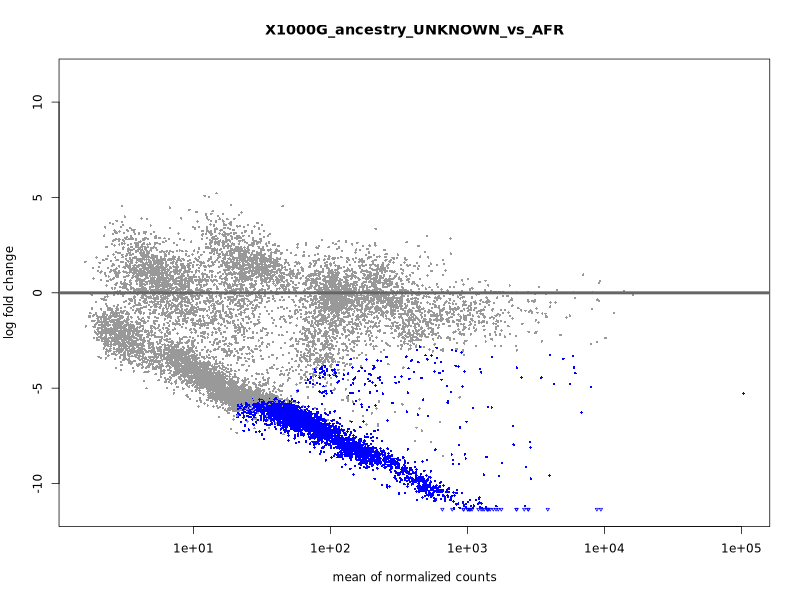 X1000G_ancestry_UNKNOWN_vs_AFR
10
5
0
-5
-10
log fold change
1e+01 1e+02 1e+03 1e+04 1e+05
mean of normalized counts